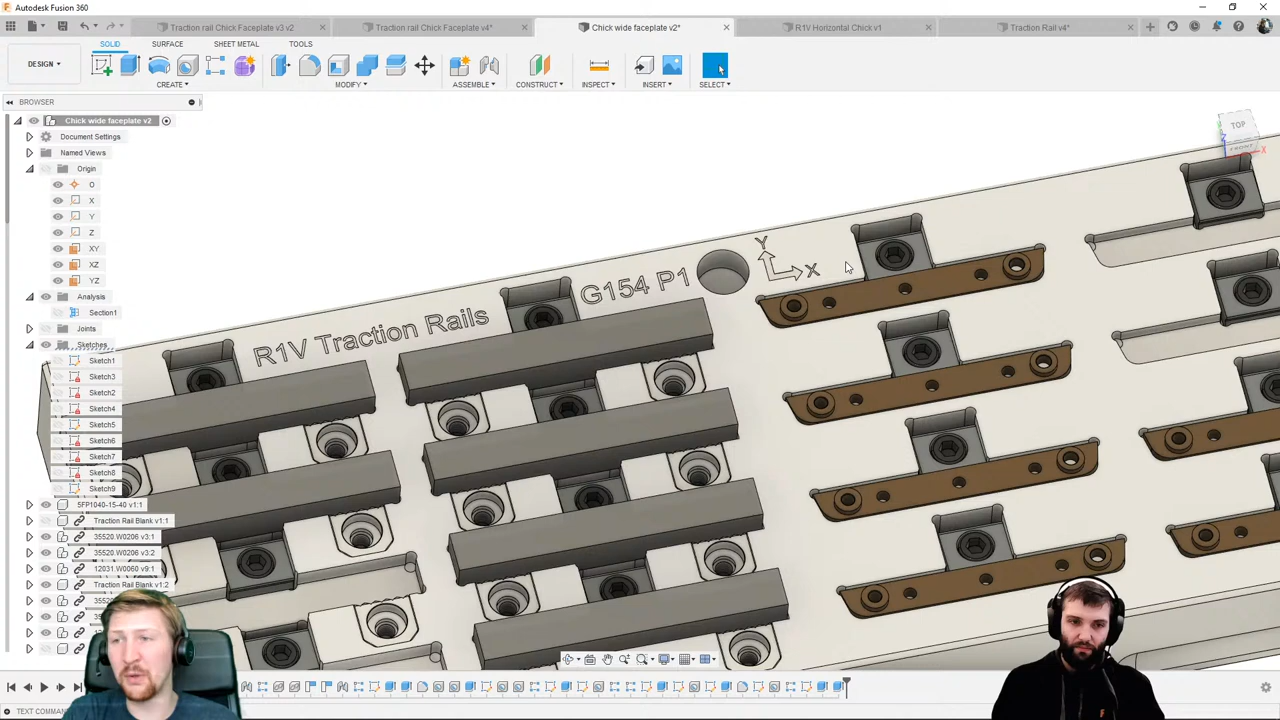 Autodesk Fusion 360
Traction rail Chick Faceplate v3 v2
Traction rail Chick Faceplate v4*
Chick wide faceplate v2*
R1V Horizontal Chick v1
Traction Rail v4*
SOLID
SURFACE
SHEET METAL
TOOLS
DESIGN
CREATE
MODIFY
ASSEMBLE
CONSTRUCT
INSPECT
INSERT
SELECT
BROWSER
Chick wide faceplate v2
Document Settings
Named Views
Origin
O
X
Y
Z
XY
XZ
YZ
Analysis
Section1
Joints
Sketches
Sketch1
Sketch3
Sketch2
Sketch4
Sketch5
Sketch6
Sketch7
Sketch8
Sketch9
5FP1040-15-40 v1:1
Traction Rail Blank v1:1
35520.W0206 v3:1
35520.W0206 v3:2
12031.W0060 v9:1
Traction Rail Blank v1:2
R1V Traction Rails
G154 P1
Y
X
TOP
FRONT
Z
X
TEXT COMMAN